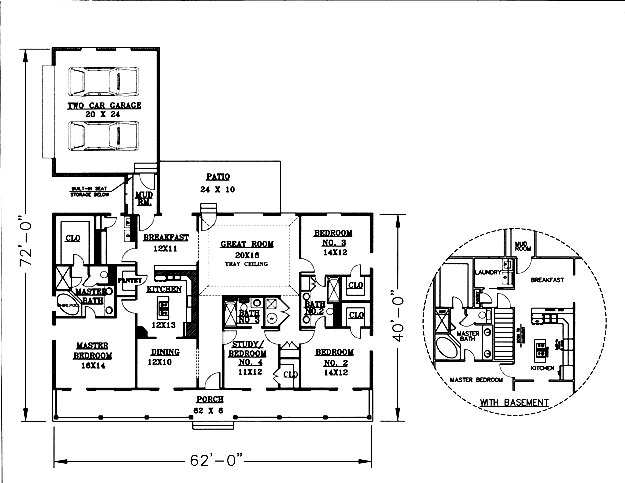 TWO CAR GARAGE
20 X 24
BUILT-IN SEAT
STORAGE BELOW
MUD
RM.
PATIO
24 X 10
72'-0"
CLO
BREAKFAST
12X11
GREAT ROOM
20X16
TRAY CEILING
BEDROOM
NO. 3
14X12
PANTRY
KITCHEN
12X13
MASTER
BATH
CLO
BATH
NO.2
CLO
BATH
NO 3
40'-0"
MASTER
BEDROOM
16X14
DINING
12X10
STUDY/
BEDROOM
NO. 4
11X12
CLO
BEDROOM
NO. 2
14X12
PORCH
62 X 6
62'-0"
MUD
ROOM
LAUNDRY
BREAKFAST
MASTER
BATH
KITCHEN
MASTER BEDROOM
WITH BASEMENT